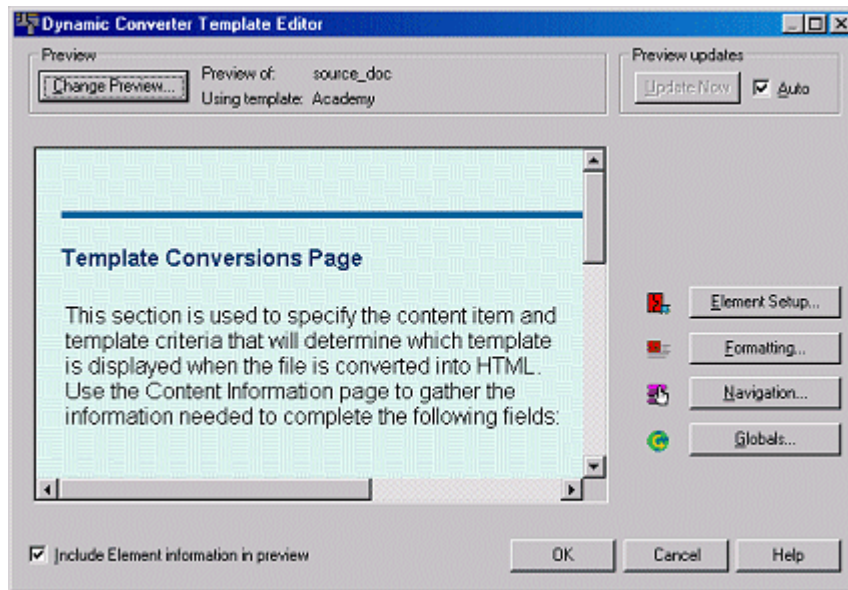 Dynamic Converter Template Editor
Preview
Change Preview...
Preview of: source_doc
Using template: Academy
Preview updates
Update Now
Auto
Template Conversions Page
This section is used to specify the content item and
template criteria that will determine which template
is displayed when the file is converted into HTML.
Use the Content Information page to gather the
information needed to complete the following fields:
Element Setup...
Formatting...
Navigation...
Globals...
Include Element information in preview
OK
Cancel
Help